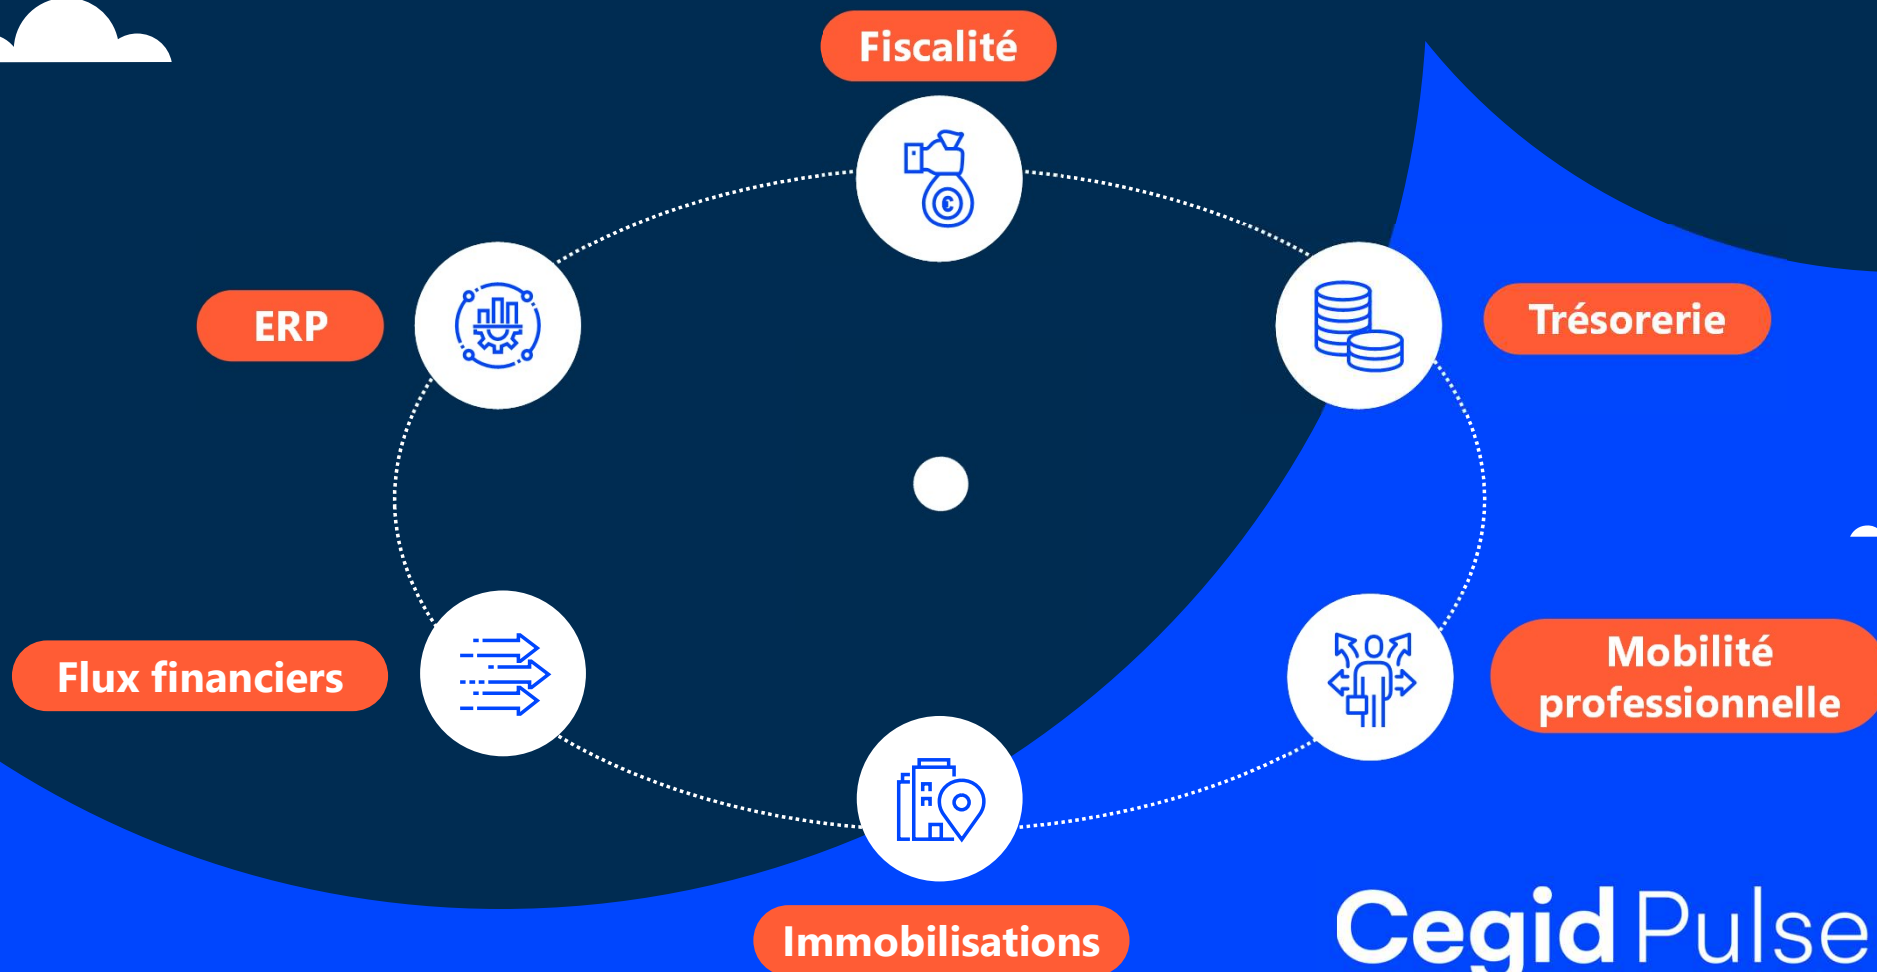 Fiscalité
ERP
Trésorerie
Flux financiers
Mobilité
professionnelle
Immobilisations
Cegid Pulse